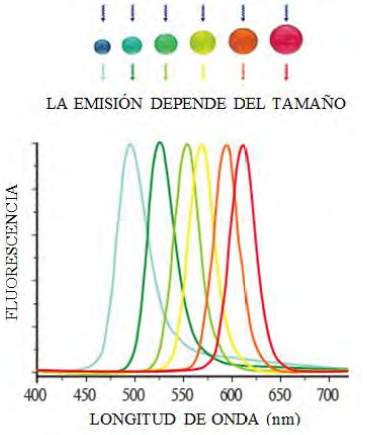 LA EMISIÓN DEPENDE DEL TAMAÑO
FLUORESCENCIA
400 450 500 550 600 650 700
LONGITUD DE ONDA (nm)